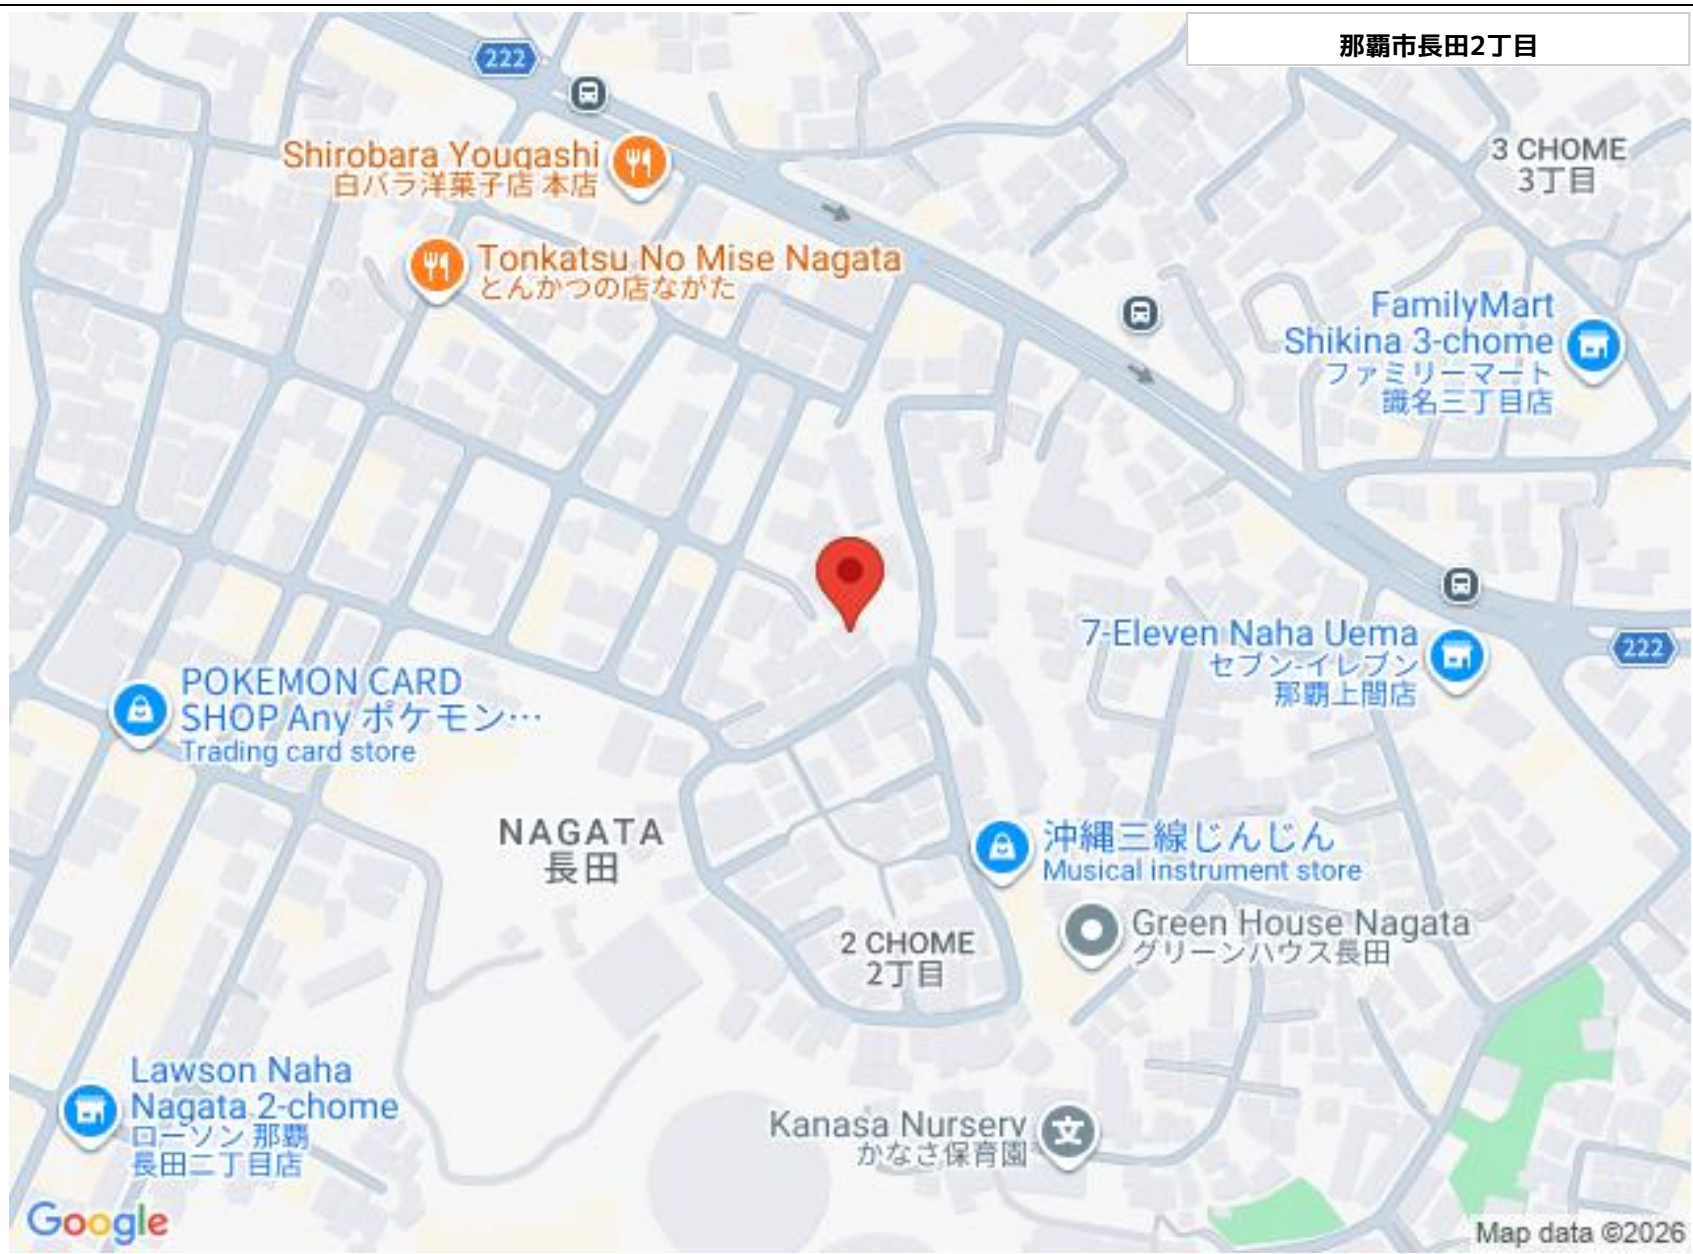 那覇市長田2丁目
222
Shirobara Yougashi
白バラ洋菓子店 本店
3 CHOME
3丁目
Tonkatsu No Mise Nagata
とんかつの店ながた
FamilyMart
Shikina 3-chome
ファミリーマート
識名三丁目店
7-Eleven Naha Uema
セブン-イレブン
那覇上間店
222
POKEMON CARD
SHOP Any ポケモン…
Trading card store
NAGATA
長田
沖縄三線じんじん
Musical instrument store
Green House Nagata
グリーンハウス長田
2 CHOME
2丁目
Lawson Naha
Nagata 2-chome
ローソン 那覇
長田二丁目店
Kanasa Nursery
かなさ保育園
文
Google
Map data ©2026